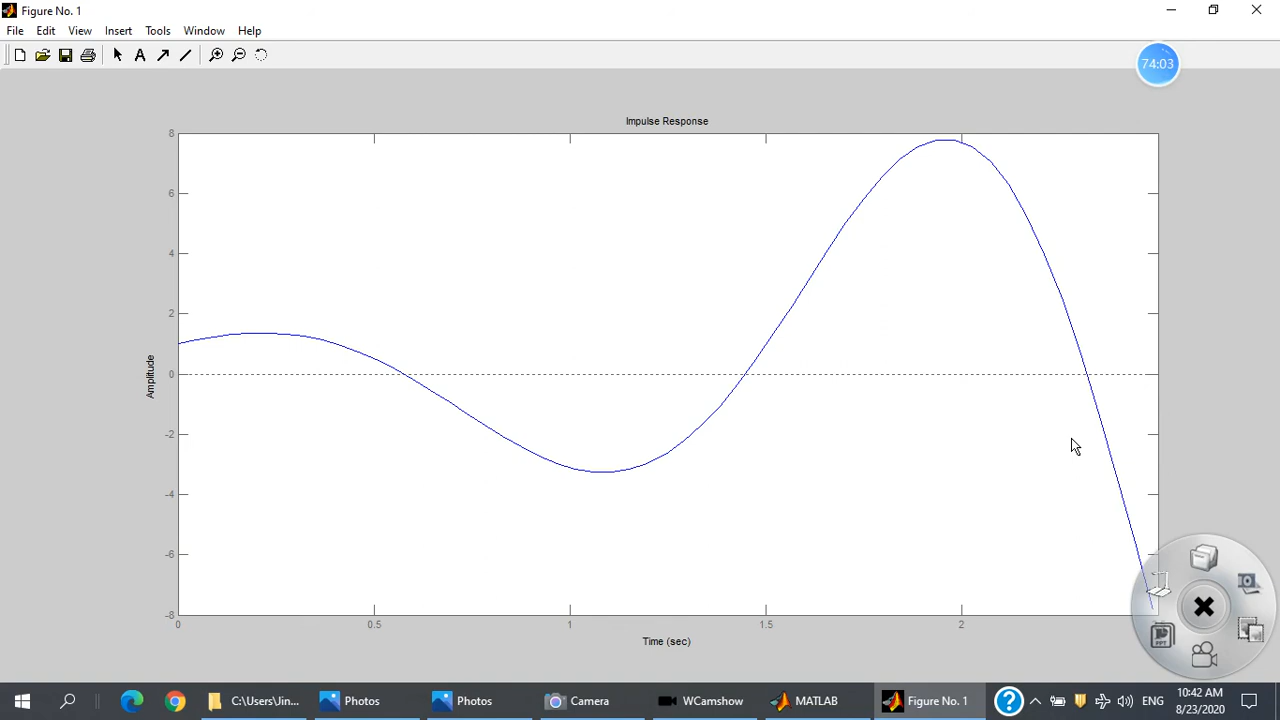 Figure No. 1
File Edit View Insert Tools Window Help
74:03
Impulse Response
8
6
4
2
0
-2
-4
-6
-8
Amplitude
0 0.5 1 1.5 2
Time (sec)
PPT
C:\Users\Jin... Photos Photos Camera WCamshow MATLAB Figure No. 1 ENG
10:42 AM
8/23/2020